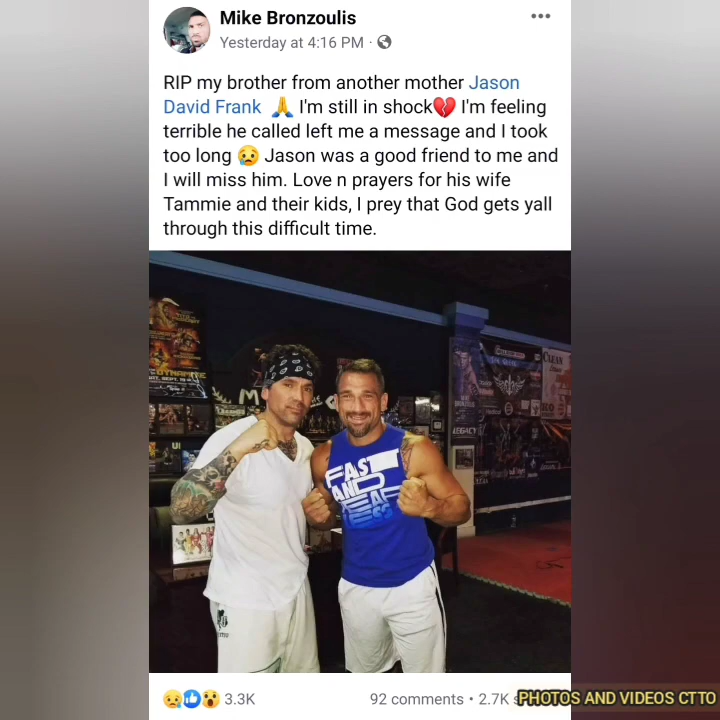 Mike Bronzoulis
Yesterday at 4:16 PM ·
RIP my brother from another mother Jason
David Frank 🙏 I'm still in shock💔 I'm feeling
terrible he called left me a message and I took
too long 😢 Jason was a good friend to me and
I will miss him. Love n prayers for his wife
Tammie and their kids, I prey that God gets yall
through this difficult time.
DYNAMITE
LEGACY
FAST
AND
3.3K
92 comments • 2.7K s
PHOTOS AND VIDEOS CTTO